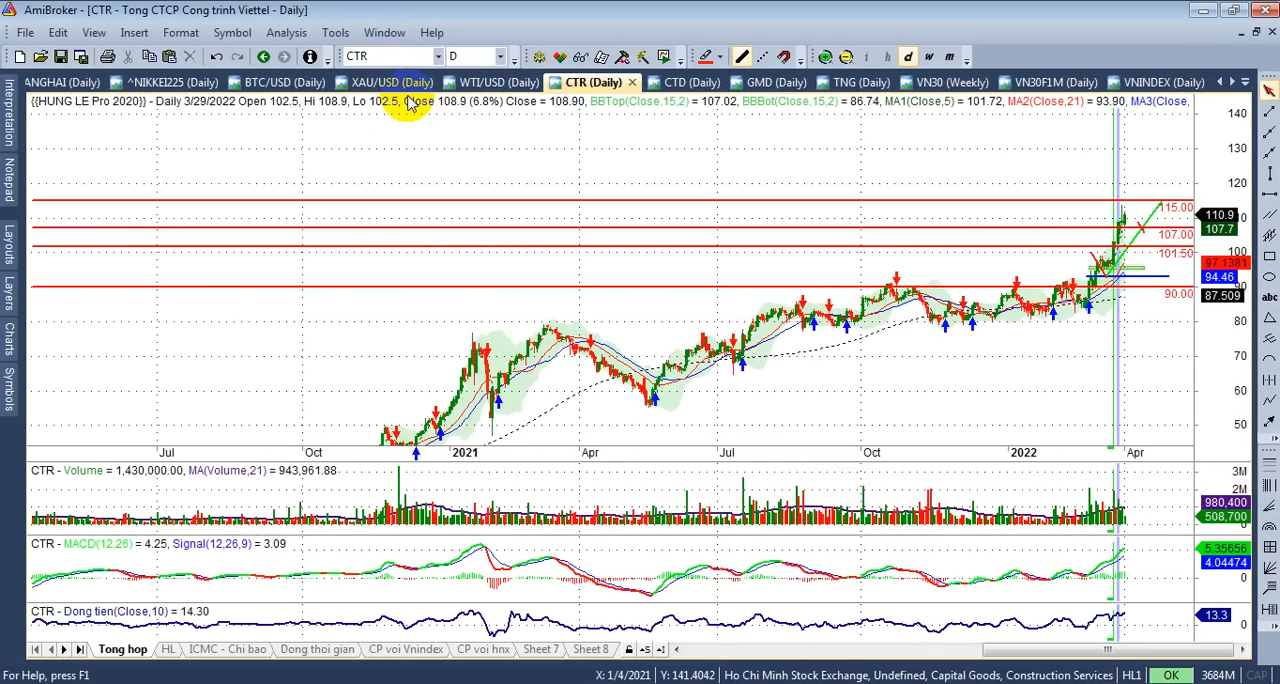 AmiBroker - [CTR - Tong CTCP Cong trinh Viettel - Daily]
File Edit View Insert Format Symbol Analysis Tools Window Help
CTR D i h d w m
ANGHAI (Daily) ^NIKKEI225 (Daily) BTC/USD (Daily) XAU/USD (Daily) WTI/USD (Daily) CTR (Daily) CTD (Daily) GMD (Daily) TNG (Daily) VN30 (Weekly) VN30F1M (Daily) VNINDEX (Daily)
{{HUNG LE Pro 2020}} - Daily 3/29/2022 Open 102.5, Hi 108.9, Lo 102.5, Close 108.9 (6.8%) Close = 108.90, BBTop(Close,15,2) = 107.02, BBBot(Close,15,2) = 86.74, MA1(Close,5) = 101.72, MA2(Close,21) = 93.90, MA3(Close,
Interpretation
Notepad
Layouts
Layers
Charts
Symbols
abc
140
130
120
115.00
110.9
107.00
107.7
100
101.50
97.1381
94.46
90.00
87.509
80
70
60
50
Jul Oct 2021 Apr Jul Oct 2022 Apr
CTR - Volume = 1,430,000.00, MA(Volume,21) = 943,961.88
3M
2M
980,400
508,700
CTR - MACD(12,26) = 4.25, Signal(12,26,9) = 3.09
5.35656
4.04474
0
CTR - Dong tien(Close,10) = 14.30
13.3
0
Tong hop HL ICMC - Chi bao Dong thoi gian CP voi Vnindex CP voi hnx Sheet 7 Sheet 8
For Help, press F1 X: 1/4/2021 Y: 141.4042 Ho Chi Minh Stock Exchange, Undefined, Capital Goods, Construction Services HL1 OK 3684M CAP